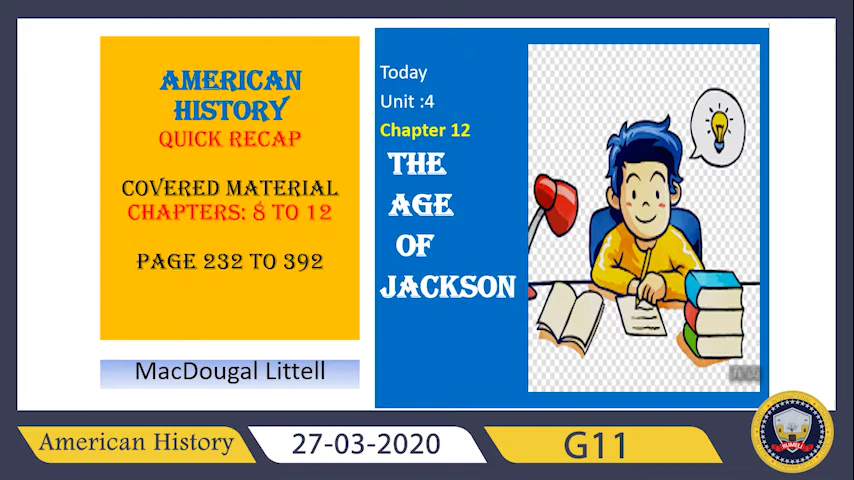 AMERICAN
HISTORY
QUICK RECAP
COVERED MATERIAL
CHAPTERS: 8 TO 12
PAGE 232 TO 392
MacDougal Littell
Today
Unit :4
Chapter 12
THE
AGE
OF
JACKSON
American History
27-03-2020
G11